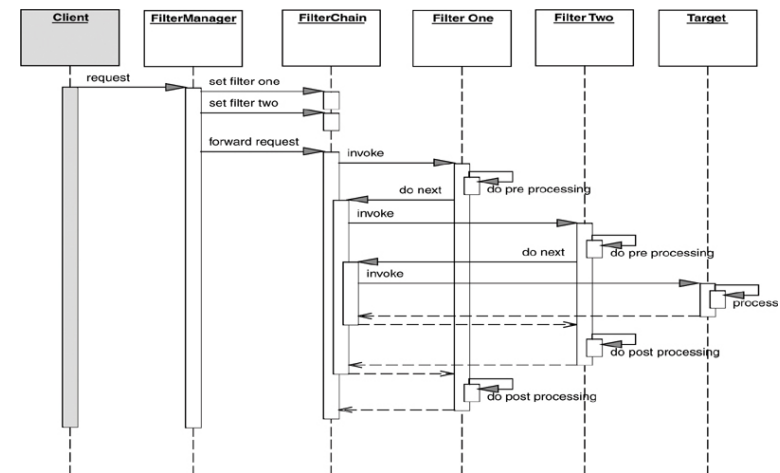 Client FilterManager FilterChain Filter One Filter Two Target
request
set filter one
set filter two
forward request
invoke
do pre processing
do next
invoke
do pre processing
do next
invoke
process
do post processing
do post processing